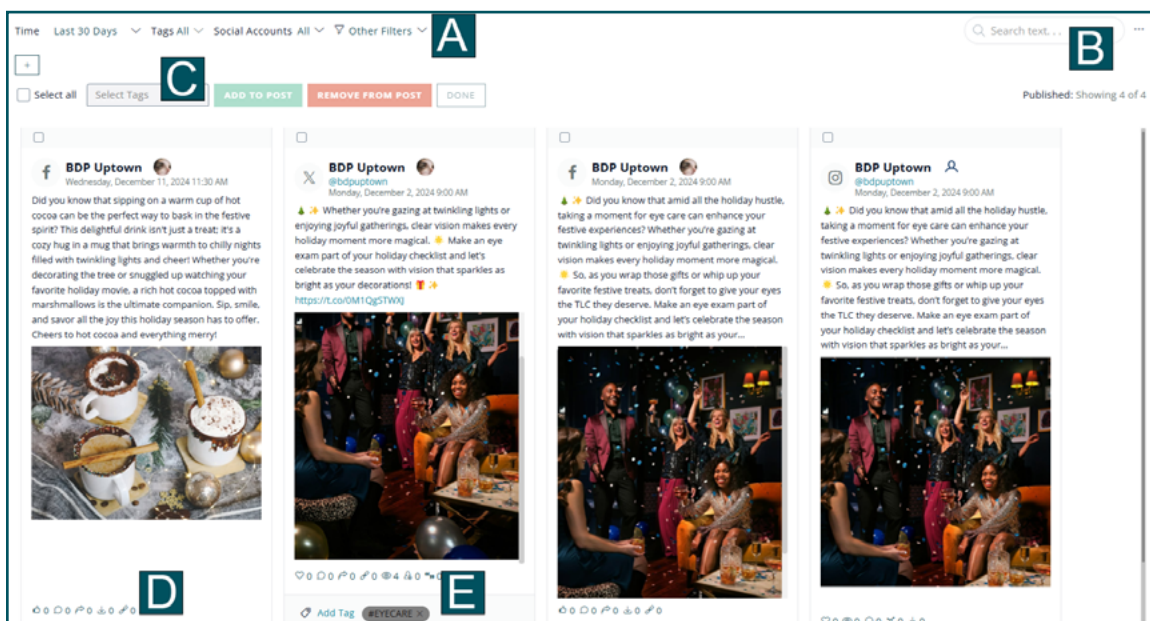 Time Last 30 Days Tags All Social Accounts All Other Filters A
Search text. . . B ...
+
Select all Select Tags C ADD TO POST REMOVE FROM POST DONE
Published: Showing 4 of 4
BDP Uptown
Wednesday, December 11, 2024 11:30 AM
Did you know that sipping on a warm cup of hot
cocoa can be the perfect way to bask in the festive
spirit? This delightful drink isn't just a treat: it's a
cozy hug in a mug that brings warmth to chilly nights
filled with twinkling lights and cheer! Whether you're
decorating the tree or snuggled up watching your
favorite holiday movie, a rich hot cocoa topped with
marshmallows is the ultimate companion. Sip, smile,
and savor all the joy this holiday season has to offer.
Cheers to hot cocoa and everything merry!
0 0 0 0 0
D
BDP Uptown
@bdpuptown
Monday, December 2, 2024 9:00 AM
🎄 ✨ Whether you're gazing at twinkling lights or
enjoying joyful gatherings, clear vision makes every
holiday moment more magical. 🌟 Make an eye
exam part of your holiday checklist and let's
celebrate the season with vision that sparkles as
bright as your decorations! 🎁 ✨
https://t.co/0M1QgSTWXJ
0 0 0 0 4 0 0
E
Add Tag #EYECARE ×
BDP Uptown
Monday, December 2, 2024 9:00 AM
🎄 ✨ Did you know that amid all the holiday hustle,
taking a moment for eye care can enhance your
festive experiences? Whether you're gazing at
twinkling lights or enjoying joyful gatherings, clear
vision makes every holiday moment more magical.
🌟 So, as you wrap those gifts or whip up your
favorite festive treats, don't forget to give your eyes
the TLC they deserve. Make an eye exam part of
your holiday checklist and let's celebrate the season
with vision that sparkles as bright as your...
0 0 0 0 0
BDP Uptown
@bdpuptown
Monday, December 2, 2024 9:00 AM
🎄 ✨ Did you know that amid all the holiday hustle,
taking a moment for eye care can enhance your
festive experiences? Whether you're gazing at
twinkling lights or enjoying joyful gatherings, clear
vision makes every holiday moment more magical.
🌟 So, as you wrap those gifts or whip up your
favorite festive treats, don't forget to give your eyes
the TLC they deserve. Make an eye exam part of
your holiday checklist and let's celebrate the season
with vision that sparkles as bright as your...